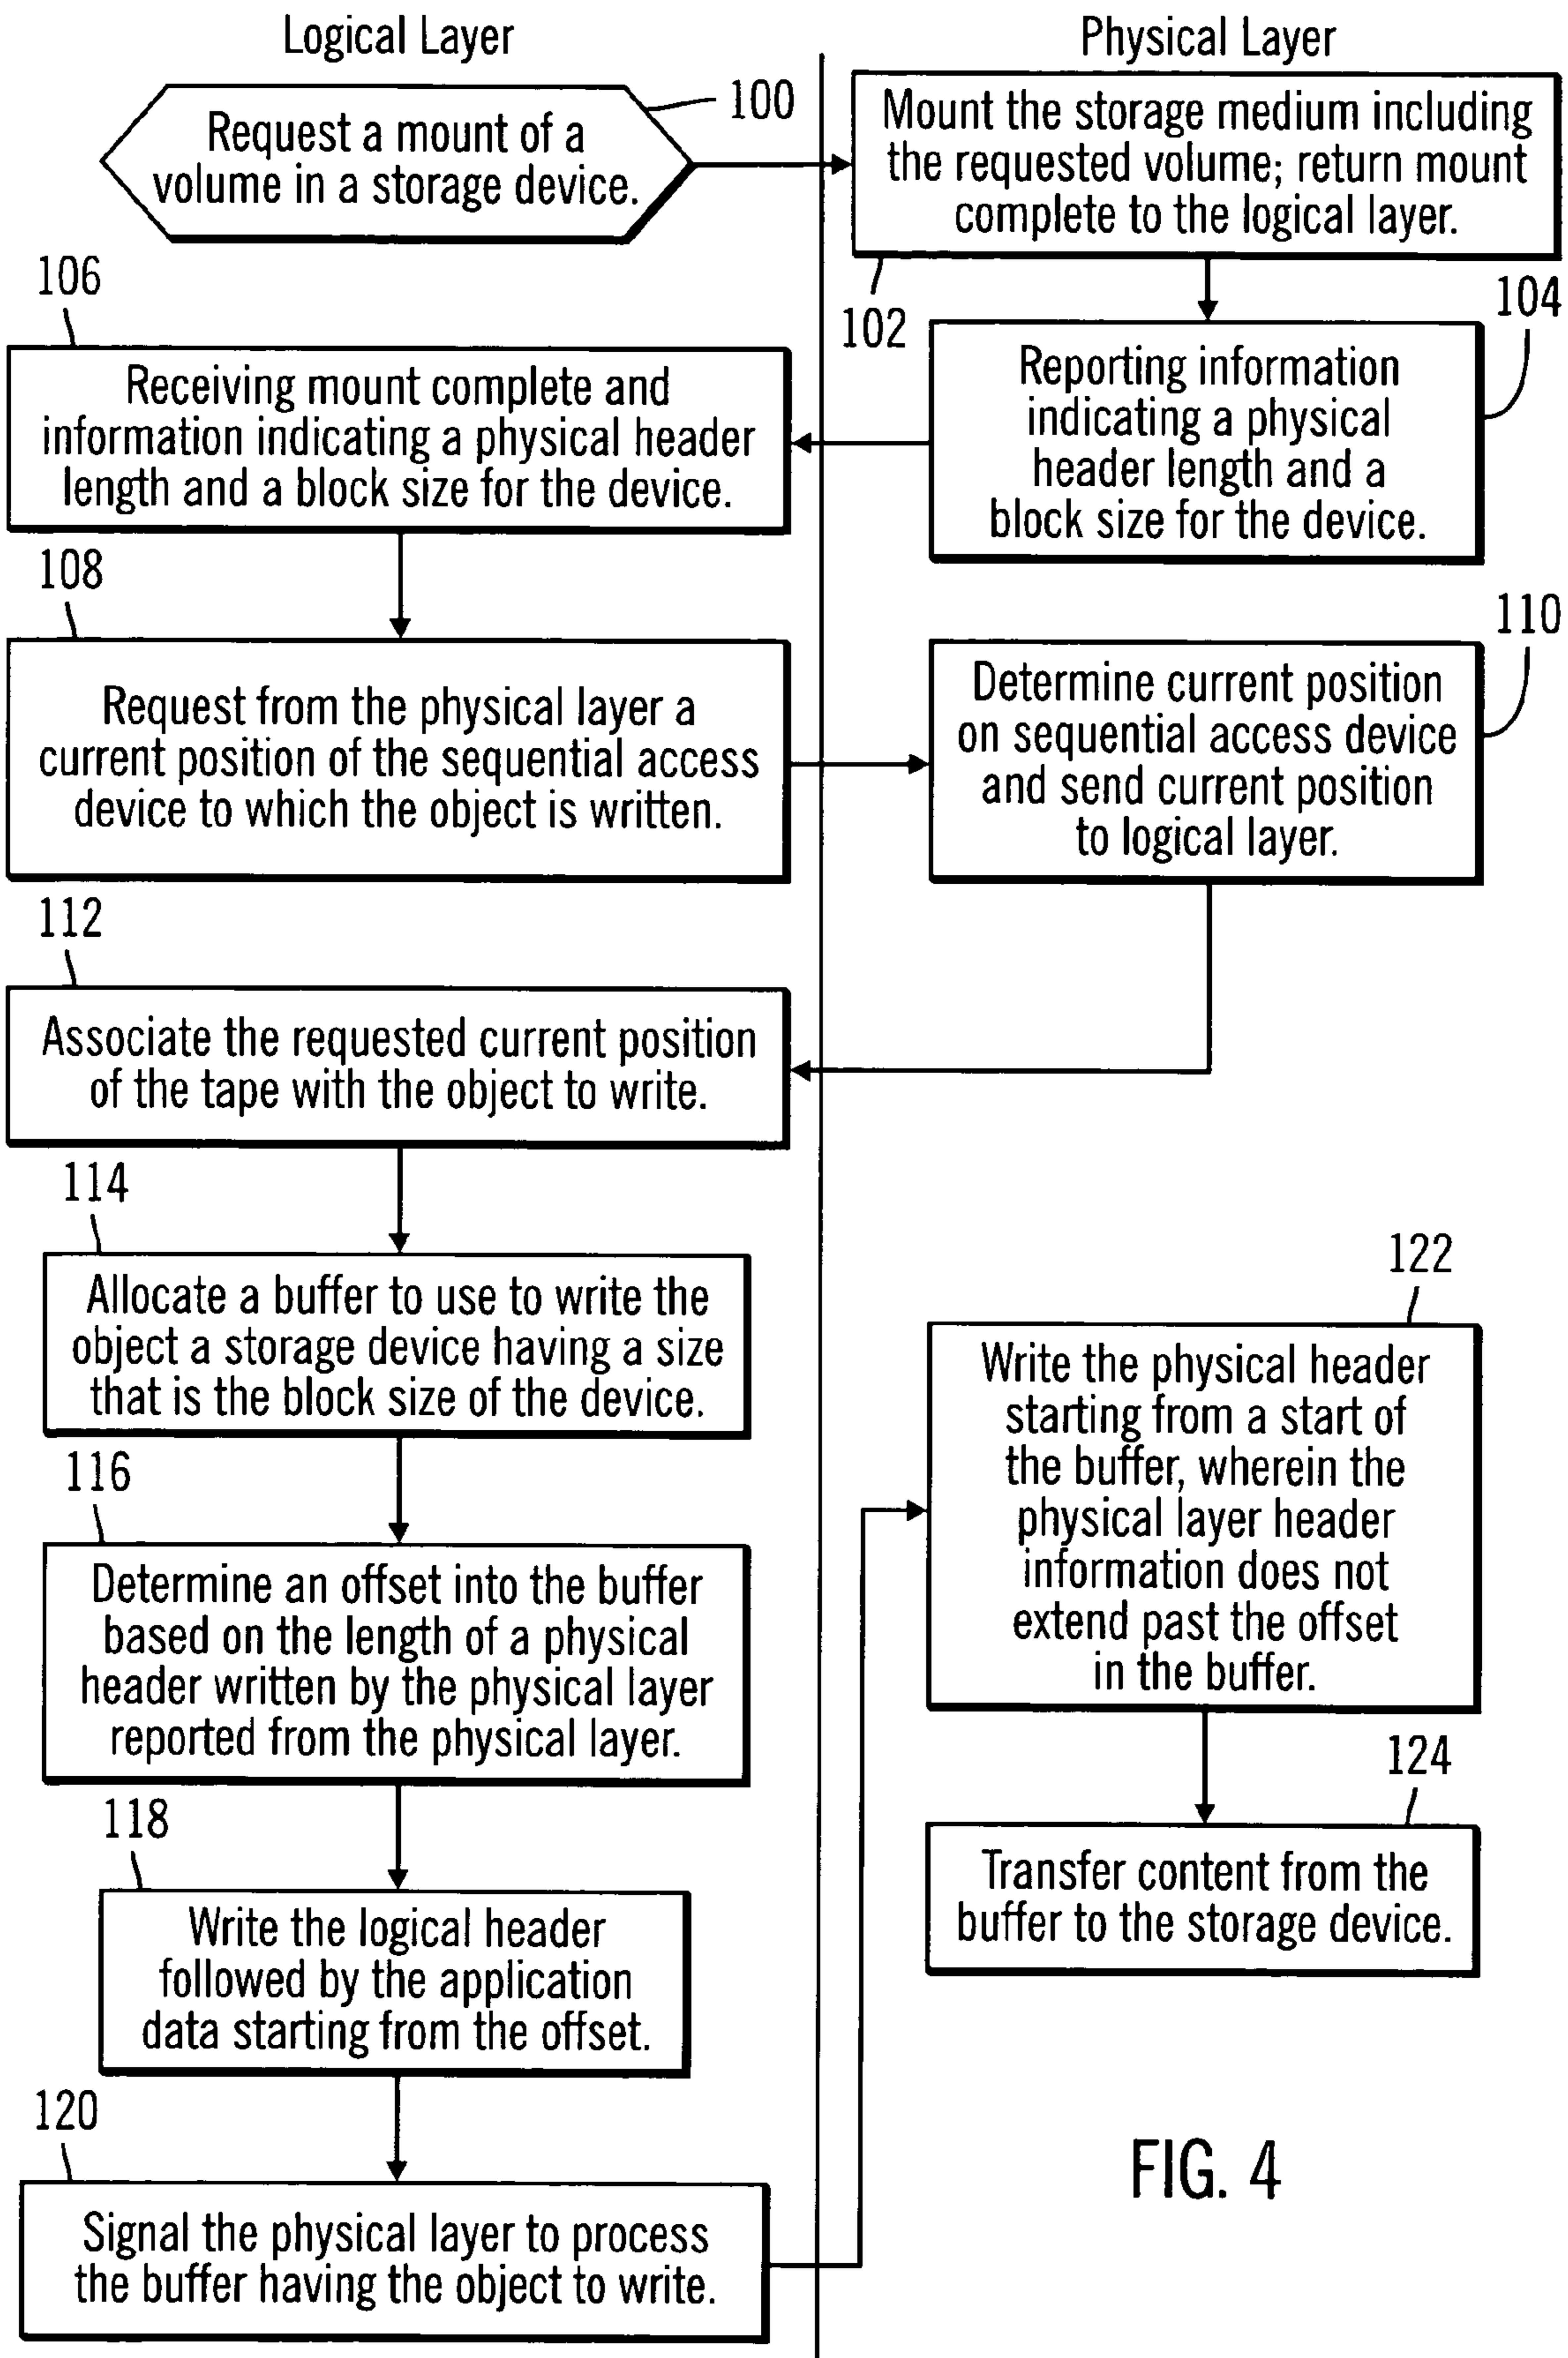 Logical Layer
Physical Layer
Request a mount of a
volume in a storage device.
100
Mount the storage medium including
the requested volume; return mount
complete to the logical layer.
102
104
Reporting information
indicating a physical
header length and a
block size for the device.
106
Receiving mount complete and
information indicating a physical header
length and a block size for the device.
108
Request from the physical layer a
current position of the sequential access
device to which the object is written.
110
Determine current position
on sequential access device
and send current position
to logical layer.
112
Associate the requested current position
of the tape with the object to write.
114
Allocate a buffer to use to write the
object a storage device having a size
that is the block size of the device.
116
Determine an offset into the buffer
based on the length of a physical
header written by the physical layer
reported from the physical layer.
118
Write the logical header
followed by the application
data starting from the offset.
120
Signal the physical layer to process
the buffer having the object to write.
122
Write the physical header
starting from a start of
the buffer, wherein the
physical layer header
information does not
extend past the offset
in the buffer.
124
Transfer content from the
buffer to the storage device.
FIG. 4